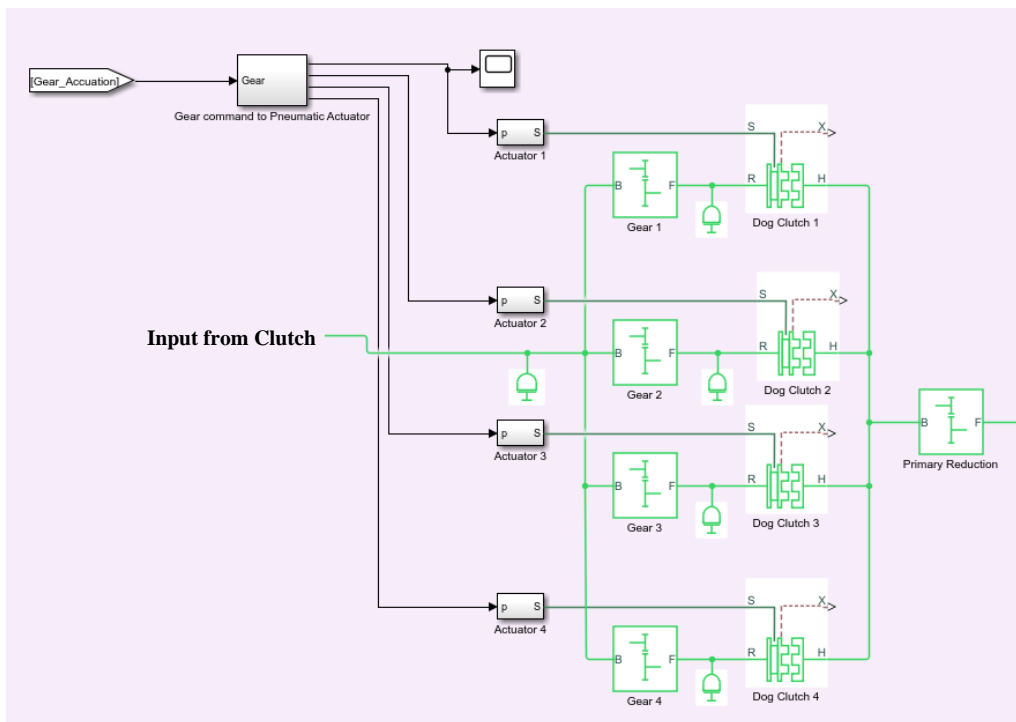 [Gear_Accuation]
Gear
Gear command to Pneumatic Actuator
p S
Actuator 1
S X
R H
Dog Clutch 1
B F
Gear 1
p S
Actuator 2
S X
R H
Dog Clutch 2
Input from Clutch
B F
Gear 2
p S
Actuator 3
S X
R H
Dog Clutch 3
B F
Gear 3
B F
Primary Reduction
p S
Actuator 4
S X
R H
Dog Clutch 4
B F
Gear 4